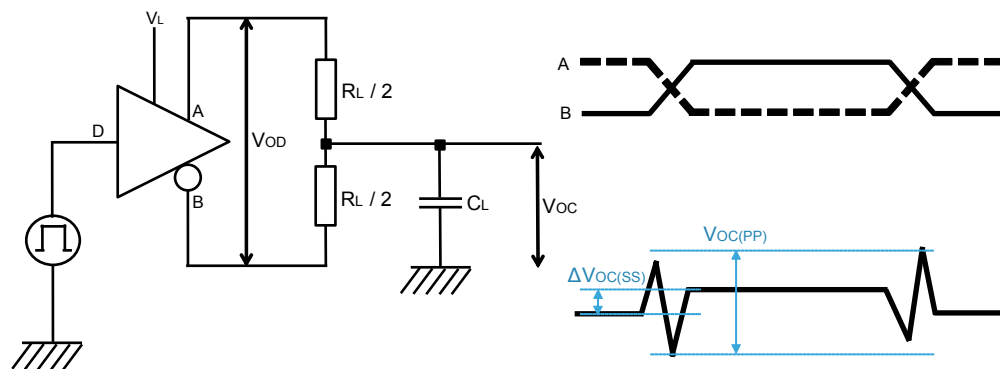 VL
A
D
B
VOD
RL / 2
RL / 2
CL
VOC
A
B
VOC(PP)
ΔVOC(SS)